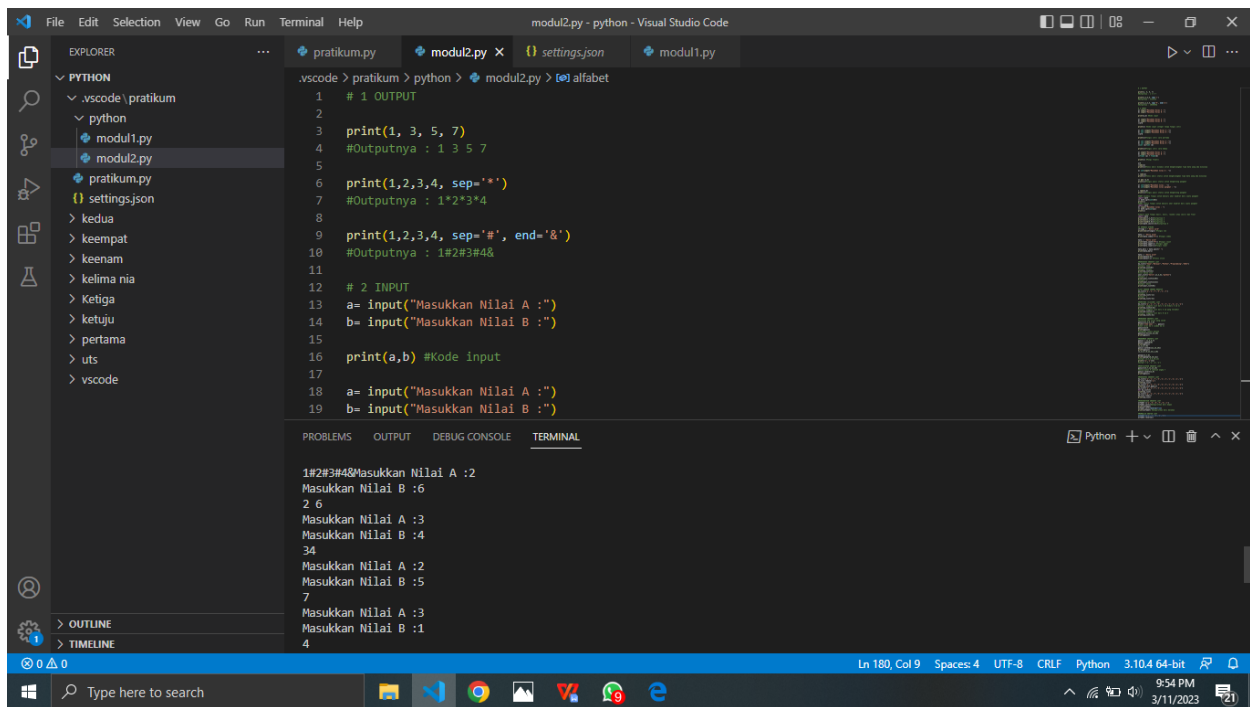 File Edit Selection View Go Run Terminal Help modul2.py - python - Visual Studio Code
EXPLORER
PYTHON
.vscode\pratikum
python
modul1.py
modul2.py
pratikum.py
settings.json
kedua
keempat
keenam
kelima nia
Ketiga
ketuju
pertama
uts
vscode
OUTLINE
TIMELINE
pratikum.py modul2.py settings.json modul1.py
.vscode > pratikum > python > modul2.py > alfabet
1 # 1 OUTPUT
2
3 print(1, 3, 5, 7)
4 #Outputnya : 1 3 5 7
5
6 print(1,2,3,4, sep='*')
7 #Outputnya : 1*2*3*4
8
9 print(1,2,3,4, sep='#', end='&')
10 #Outputnya : 1#2#3#4&
11
12 # 2 INPUT
13 a= input("Masukkan Nilai A :")
14 b= input("Masukkan Nilai B :")
15
16 print(a,b) #Kode input
17
18 a= input("Masukkan Nilai A :")
19 b= input("Masukkan Nilai B :")
PROBLEMS OUTPUT DEBUG CONSOLE TERMINAL Python
1#2#3#4&Masukkan Nilai A :2
Masukkan Nilai B :6
2 6
Masukkan Nilai A :3
Masukkan Nilai B :4
34
Masukkan Nilai A :2
Masukkan Nilai B :5
7
Masukkan Nilai A :3
Masukkan Nilai B :1
4
0 0 Ln 180, Col 9 Spaces: 4 UTF-8 CRLF Python 3.10.4 64-bit
Type here to search
9:54 PM
3/11/2023